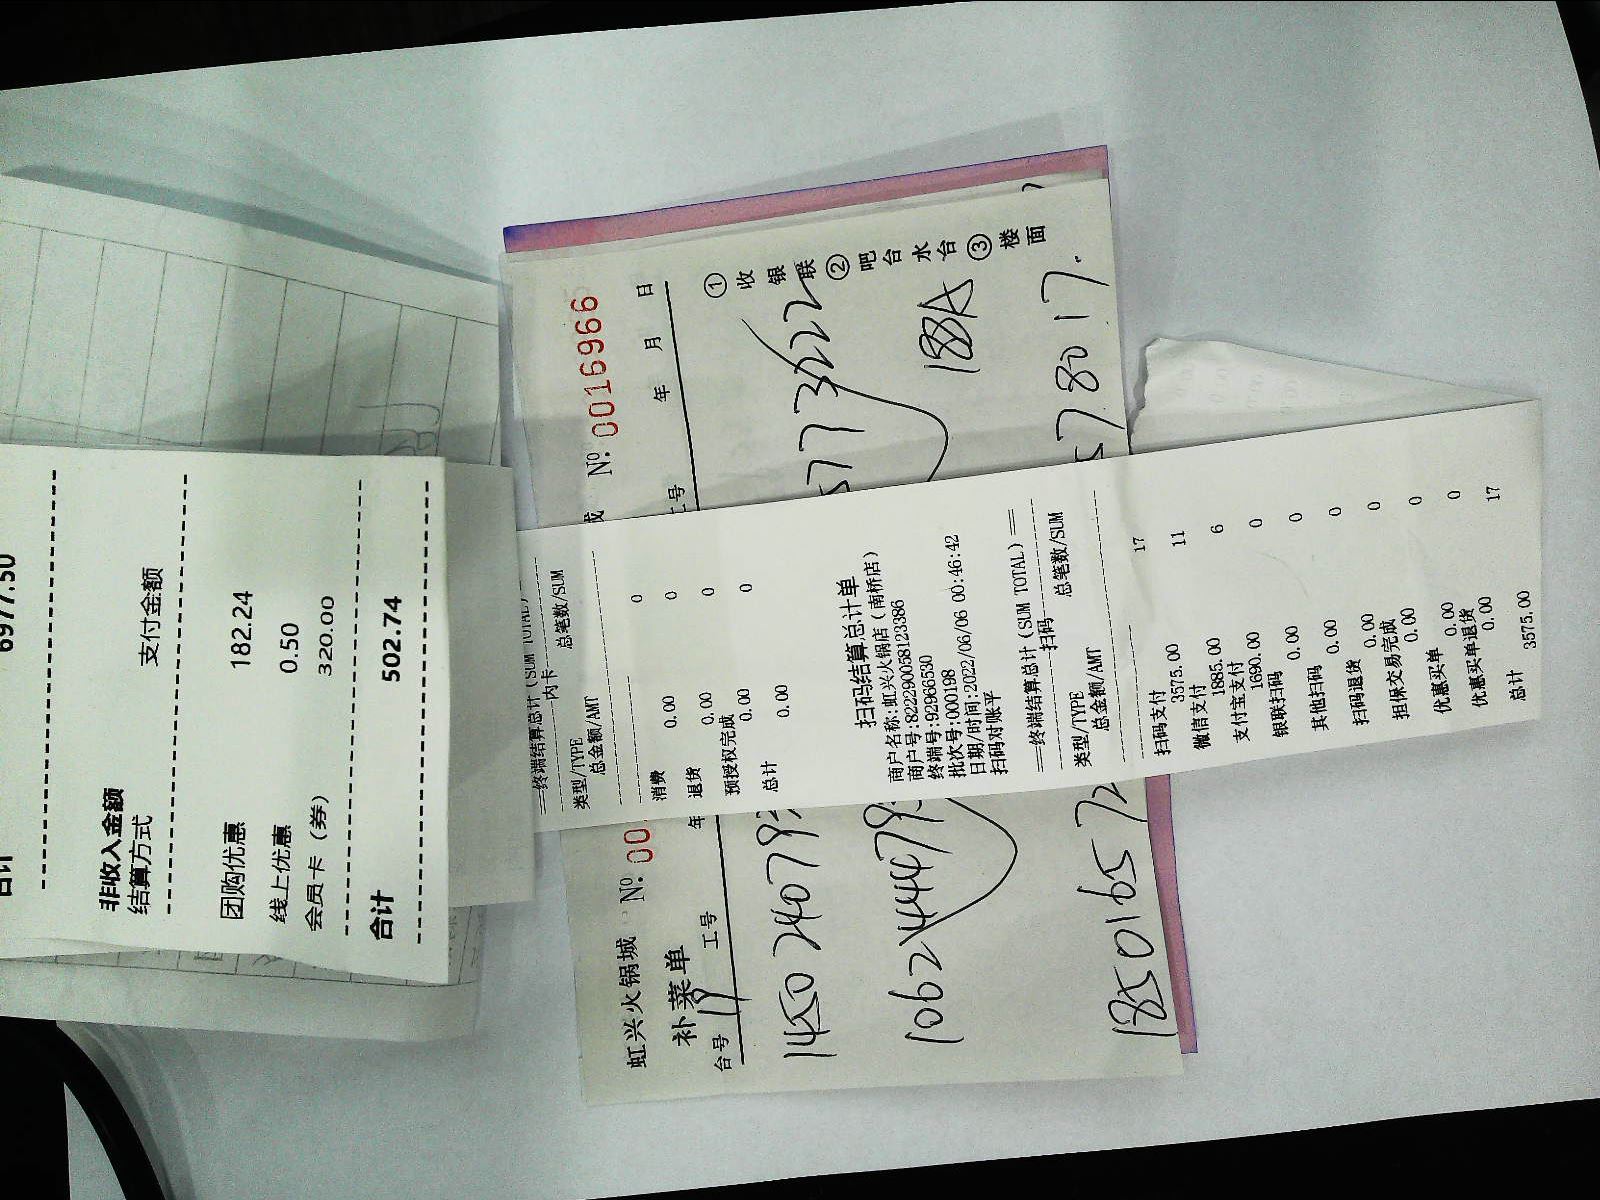 合计 6977.50
非收入金额
结算方式 支付金额
团购优惠 182.24
线上优惠 0.50
会员卡（券） 320.00
合计 502.74
虹兴火锅城 Nº: 00
补菜单
台号 工号 年
Nº: 0016966
工号 年 月 日
①收银联 ②吧台水台 ③楼面
18A
==终端结算总计(SUM TOTAL)
内卡
类型/TYPE 总笔数/SUM
总金额/AMT
消费 0
0.00
退货 0
0.00
预授权完成 0
0.00
总计 0
0.00
扫码结算总计单
商户名称:虹兴火锅店(南桥店)
商户号:822290058123386
终端号:92966530
批次号:000198
日期/时间:2022/06/06 00:46:42
扫码对账平
==终端结算总计(SUM TOTAL)==
扫码
类型/TYPE 总笔数/SUM
总金额/AMT
扫码支付 17
3575.00
微信支付 11
1885.00
支付宝支付 6
1690.00
银联扫码 0
0.00
其他扫码 0
0.00
扫码退货 0
0.00
担保交易完成 0
0.00
优惠买单 0
0.00
优惠买单退货 0
0.00
总计 17
3575.00